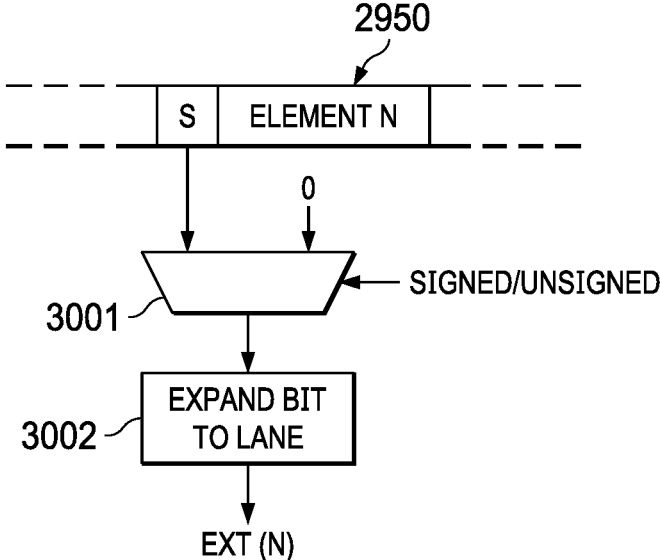 2950
S ELEMENT N
0
SIGNED/UNSIGNED
3001
EXPAND BIT
TO LANE
3002
EXT (N)